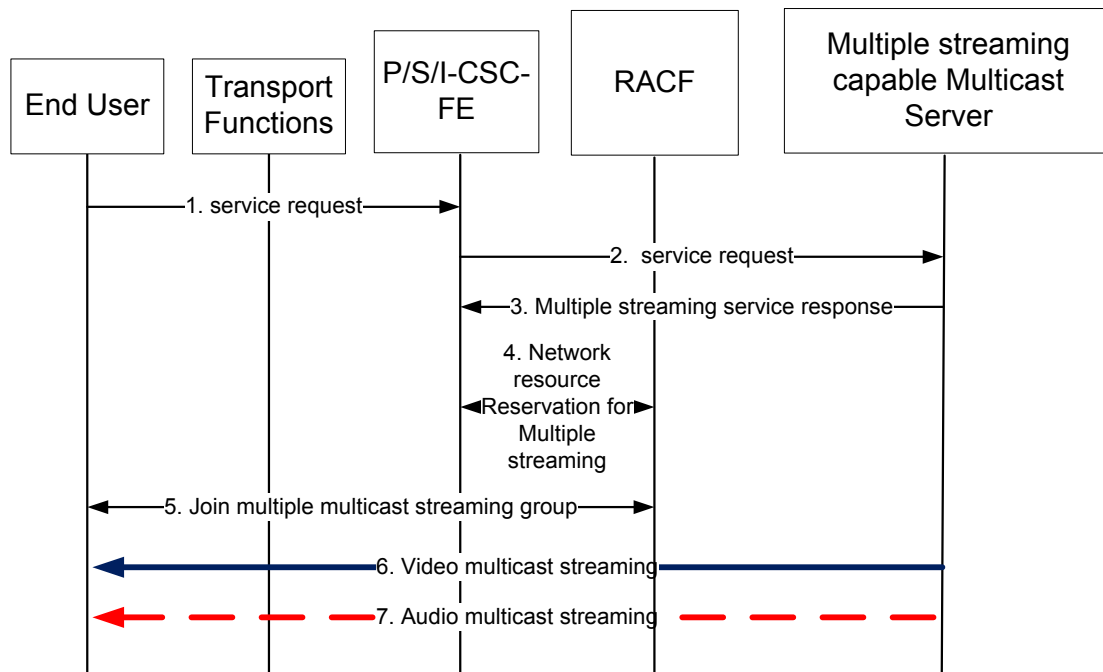 End User
Transport
Functions
P/S/I-CSC-
FE
RACF
Multiple streaming
capable Multicast
Server
1. service request
2. service request
3. Multiple streaming service response
4. Network
resource
Reservation for
Multiple
streaming
5. Join multiple multicast streaming group
6. Video multicast streaming
7. Audio multicast streaming